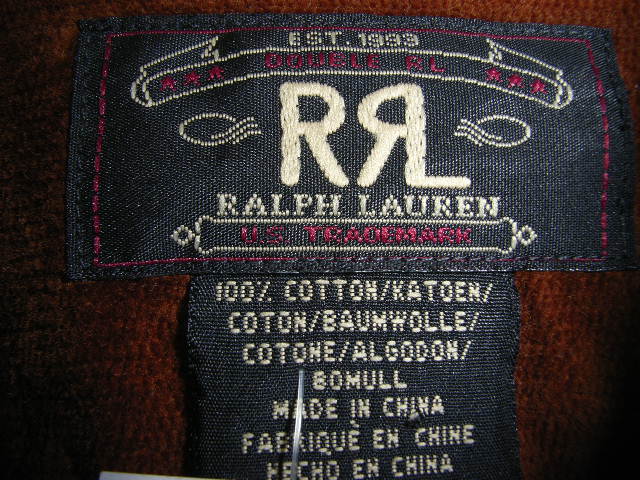 EST. 1993
★★★ DOUBLE RL ★★★
RRL
RALPH LAUREN
U.S. TRADEMARK
100% COTTON/KATOEN/
COTON/BAUMWOLLE/
COTONE/ALGODON/
BOMULL
MADE IN CHINA
FABRIQUÈ EN CHINE
HECHO EN CHINA